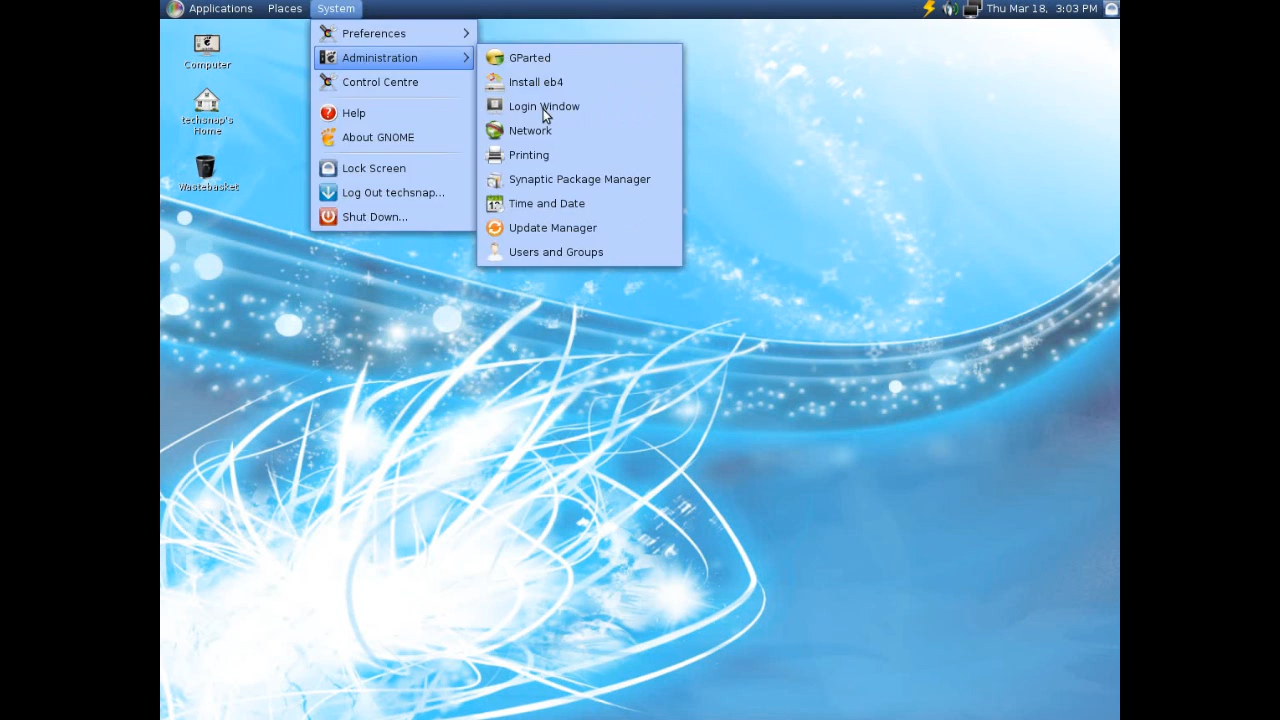 Applications Places System
Thu Mar 18, 3:03 PM
Computer
techsnap's
Home
Wastebasket
Preferences
Administration
Control Centre
Help
About GNOME
Lock Screen
Log Out techsnap...
Shut Down...
GParted
Install eb4
Login Window
Network
Printing
Synaptic Package Manager
Time and Date
Update Manager
Users and Groups